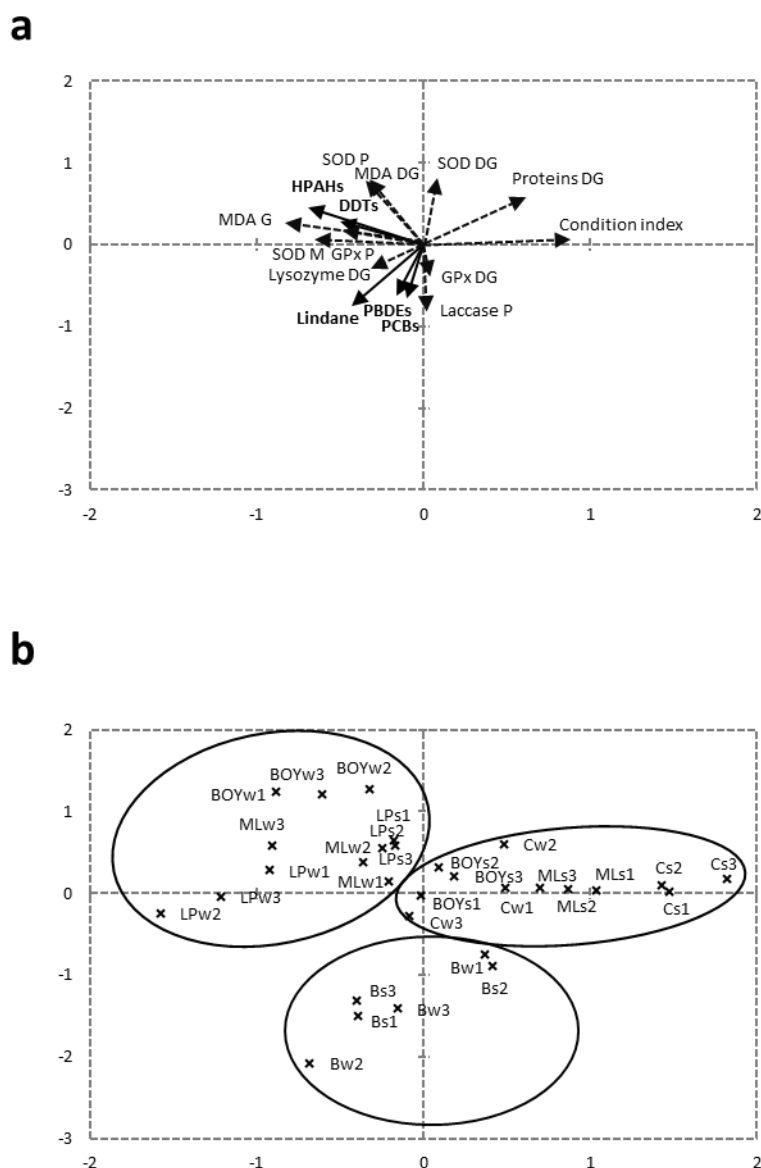 a
2
1
0
-1
-2
-3
-2
-1
0
1
2
SOD P
MDA DG
SOD DG
Proteins DG
HPAHs
DDTs
MDA G
Condition index
SOD M
GPx P
Lysozyme DG
GPx DG
Lindane
PBDEs
PCBs
Laccase P
b
2
1
0
-1
-2
-3
-2
-1
0
1
2
BOYw1
BOYw3
BOYw2
MLw3
LPs1
LPs2
MLw2
LPs3
LPw1
MLw1
LPw3
LPw2
Cw2
BOYs2
BOYs3
MLs3
MLs1
Cs2
Cs3
BOYs1
Cw1
MLs2
Cs1
Cw3
Bw1
Bs2
Bs3
Bs1
Bw3
Bw2